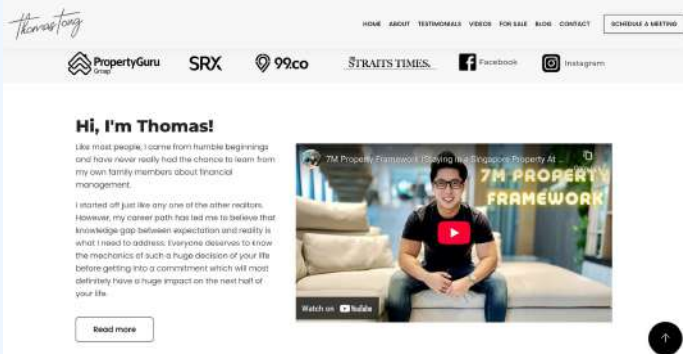 Thomas Tong
HOME ABOUT TESTIMONIALS VIDEOS FOR SALE BLOG CONTACT SCHEDULE A MEETING
PropertyGuru
Group
SRX
99.co
THE STRAITS TIMES.
Facebook
Instagram
Hi, I'm Thomas!
Like most people, I came from humble beginnings
and have never really had the chance to learn from
my own family members about financial
management.
I started off just like any one of the other realtors.
However, my career path has led me to believe that
knowledge gap between expectation and reality is
what I need to address. Everyone deserves to know
the mechanics of such a huge decision of your life
before getting into a commitment which will most
definitely have a huge impact on the next half of
your life.
Read more
7M Property Framework (Staying in a Singapore Property At ...
7M PROPERTY
FRAMEWORK
Watch on YouTube